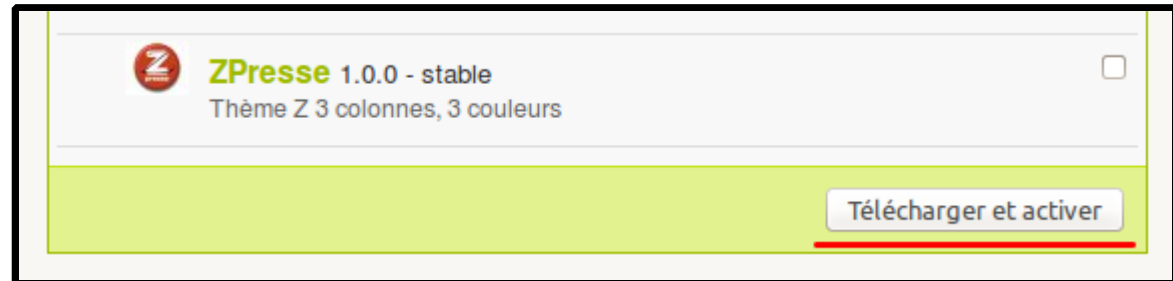 ZPresse 1.0.0 - stable
Thème Z 3 colonnes, 3 couleurs
Télécharger et activer